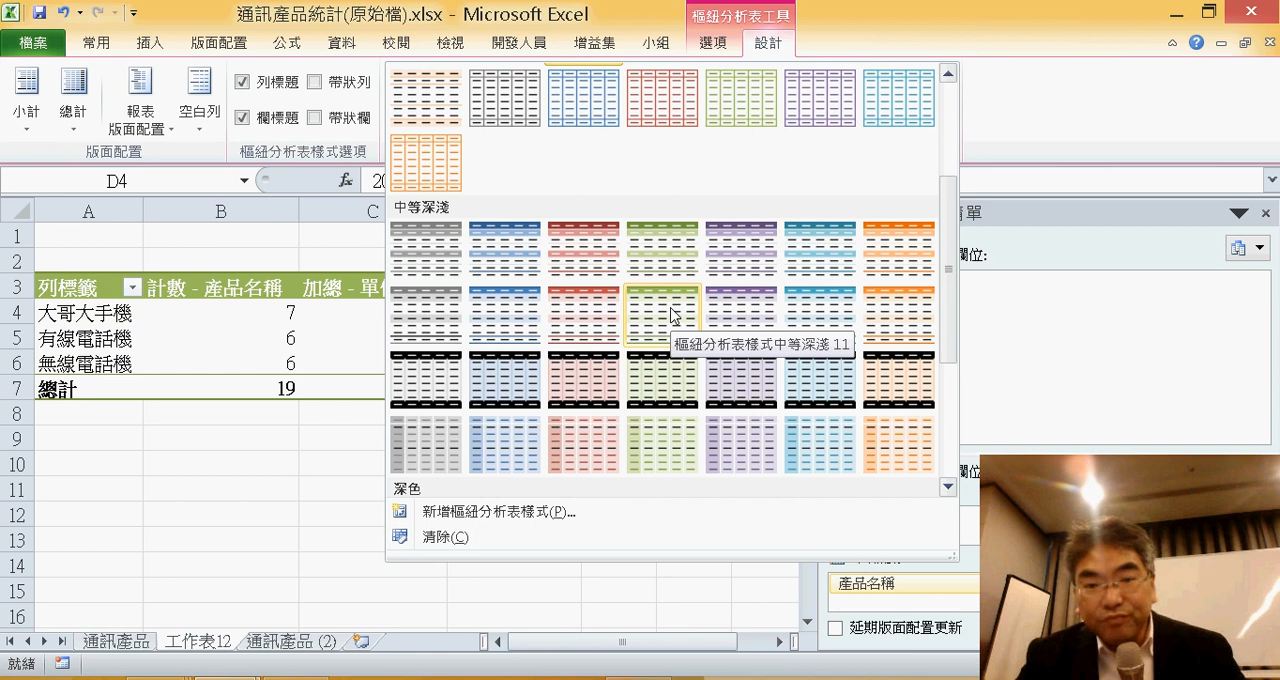 通訊產品統計(原始檔).xlsx - Microsoft Excel
樞紐分析表工具
檔案 常用 插入 版面配置 公式 資料 校閱 檢視 開發人員 增益集 小組 選項 設計
小計 總計 報表版面配置 空白列
列標題 帶狀列
欄標題 帶狀欄
版面配置 樞紐分析表樣式選項
D4 fx 20
A B C
中等深淺
1
2
3 列標籤 計數 - 產品名稱 加總 - 單
4 大哥大手機 7
5 有線電話機 6
6 無線電話機 6
7 總計 19
8
9
10
11
12
13
14
15
16
樞紐分析表樣式中等深淺 11
深色
新增樞紐分析表樣式(P)...
清除(C)
清單
欄位:
產品名稱
延期版面配置更新
通訊產品 工作表12 通訊產品 (2)
就緒